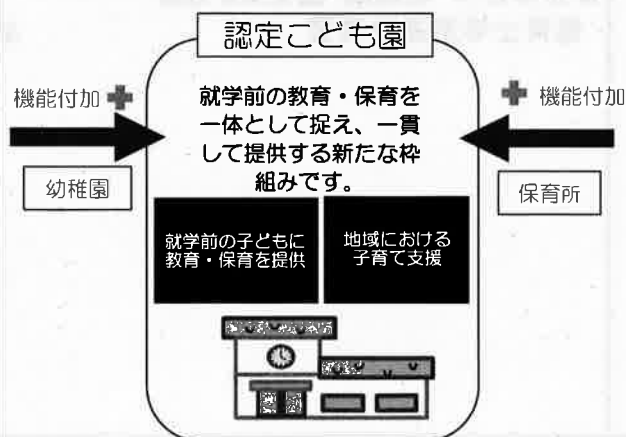 認定こども園
機能付加
就学前の教育・保育を
一体として捉え、一貫
して提供する新たな枠
組みです。
機能付加
幼稚園
保育所
就学前の子どもに
教育・保育を提供
地域における
子育て支援